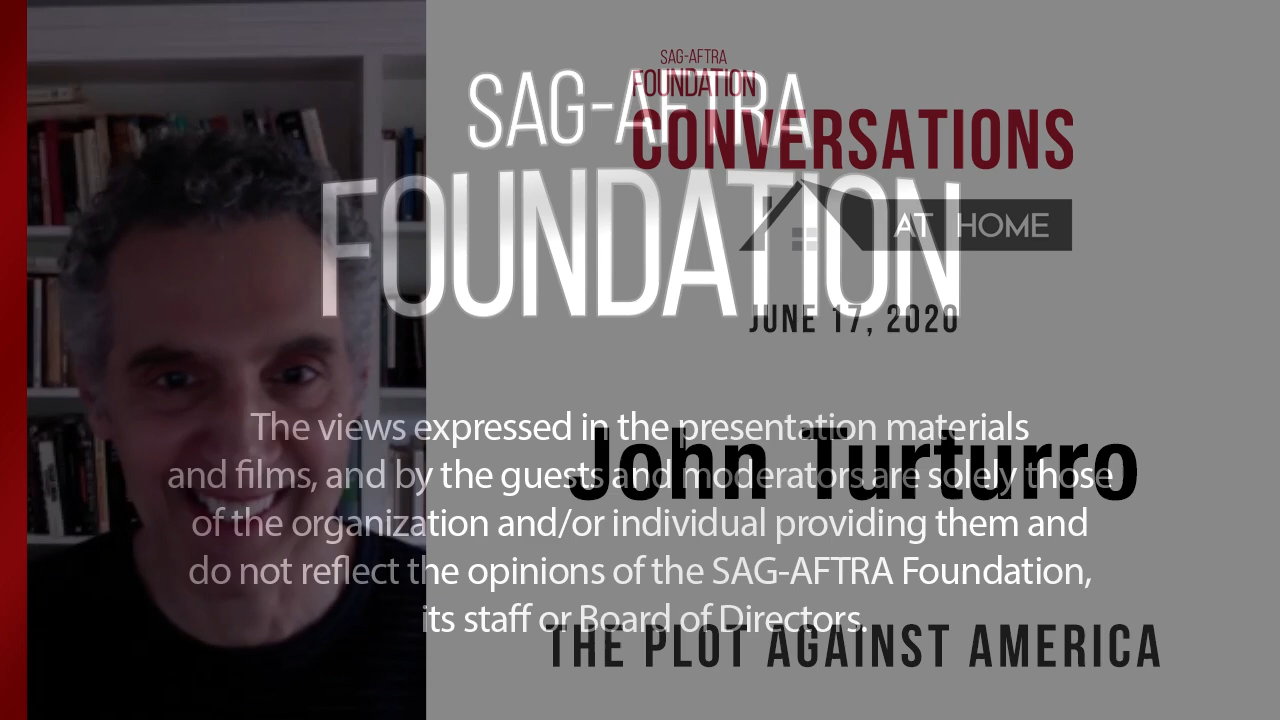 SAG-AFTRA
FOUNDATION
CONVERSATIONS
AT HOME
JUNE 17, 2020
John Turturro
THE PLOT AGAINST AMERICA
SAG-AFTRA
FOUNDATION
The views expressed in the presentation materials
and films, and by the guests and moderators are solely those
of the organization and/or individual providing them and
do not reflect the opinions of the SAG-AFTRA Foundation,
its staff or Board of Directors.